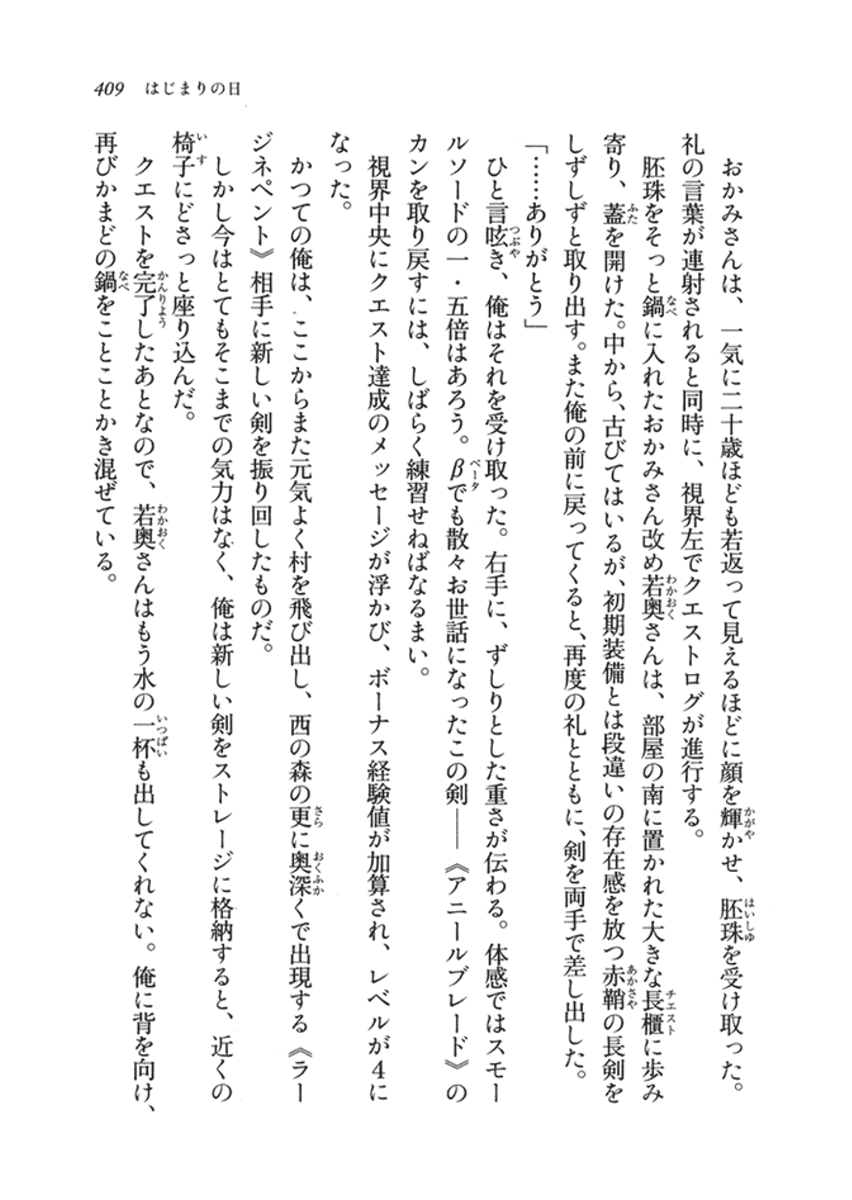 409 はじまりの日
おかみさんは、一気に二十歳ほども若返って見えるほどに顔を輝かせ、胚珠を受け取った。
礼の言葉が連射されると同時に、視界左でクエストログが進行する。
胚珠をそっと鍋に入れたおかみさん改め若奥さんは、部屋の南に置かれた大きな長櫃に歩み
寄り、蓋を開けた。中から、古びてはいるが、初期装備とは段違いの存在感を放つ赤鞘の長剣を
しずしずと取り出す。また俺の前に戻ってくると、再度の礼とともに、剣を両手で差し出した。
「……ありがとう」
ひと言呟き、俺はそれを受け取った。右手に、ずしりとした重さが伝わる。体感ではスモー
ルソードの一・五倍はあろう。βでも散々お世話になったこの剣――《アニールブレード》の
カンを取り戻すには、しばらく練習せねばなるまい。
視界中央にクエスト達成のメッセージが浮かび、ボーナス経験値が加算され、レベルが4に
なった。
かつての俺は、ここからまた元気よく村を飛び出し、西の森の更に奥深くで出現する《ラー
ジネペント》相手に新しい剣を振り回したものだ。
しかし今はとてもそこまでの気力はなく、俺は新しい剣をストレージに格納すると、近くの
椅子にどさっと座り込んだ。
クエストを完了したあとなので、若奥さんはもう水の一杯も出してくれない。俺に背を向け、
再びかまどの鍋をことことかき混ぜている。